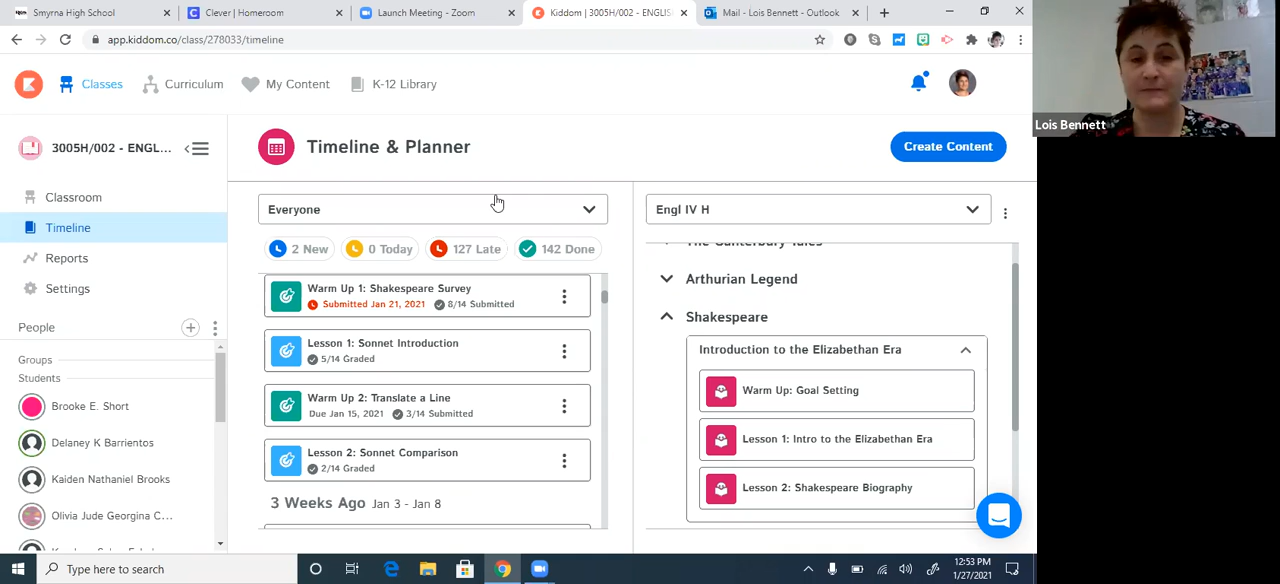 Smyrna High School
Clever | Homeroom
Launch Meeting - Zoom
Kiddom | 3005H/002 - ENGLISH
Mail - Lois Bennett - Outlook
app.kiddom.com/class/278033/timeline
Classes
Curriculum
My Content
K-12 Library
Lois Bennett
3005H/002 - ENGL...
Timeline & Planner
Create Content
Classroom
Timeline
Reports
Settings
People
Groups
Students
Brooke E. Short
Delaney K Barrientos
Kaiden Nathaniel Brooks
Olivia Jude Georgina C...
Everyone
2 New
0 Today
127 Late
142 Done
Warm Up 1: Shakespeare Survey
Submitted Jan 21, 2021 8/14 Submitted
Lesson 1: Sonnet Introduction
5/14 Graded
Warm Up 2: Translate a Line
Due Jan 15, 2021 3/14 Submitted
Lesson 2: Sonnet Comparison
2/14 Graded
3 Weeks Ago Jan 3 - Jan 8
Engl IV H
The Canterbury Tales
Arthurian Legend
Shakespeare
Introduction to the Elizabethan Era
Warm Up: Goal Setting
Lesson 1: Intro to the Elizabethan Era
Lesson 2: Shakespeare Biography
Type here to search
12:53 PM
1/27/2021